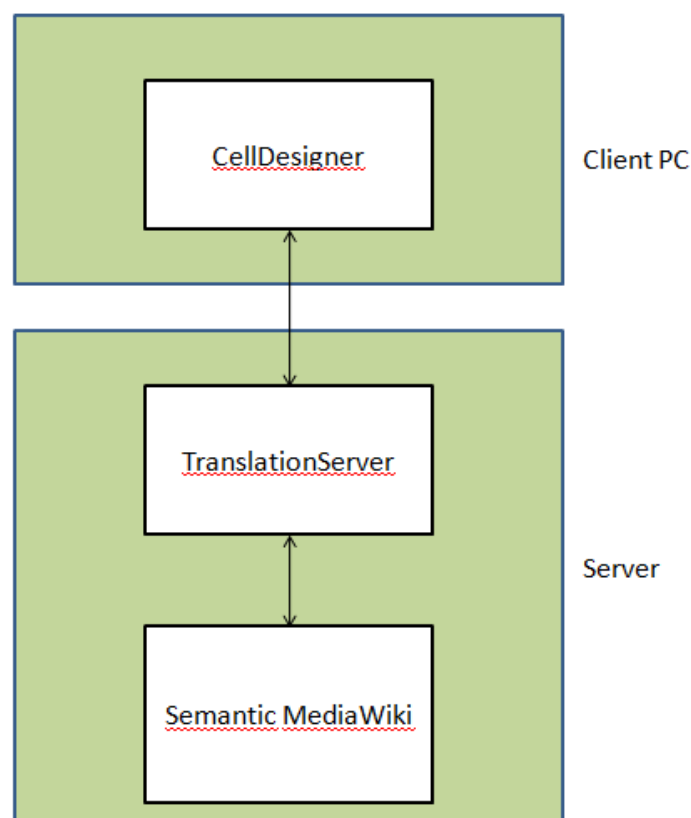 CellDesigner
Client PC
TranslationServer
Server
Semantic MediaWiki